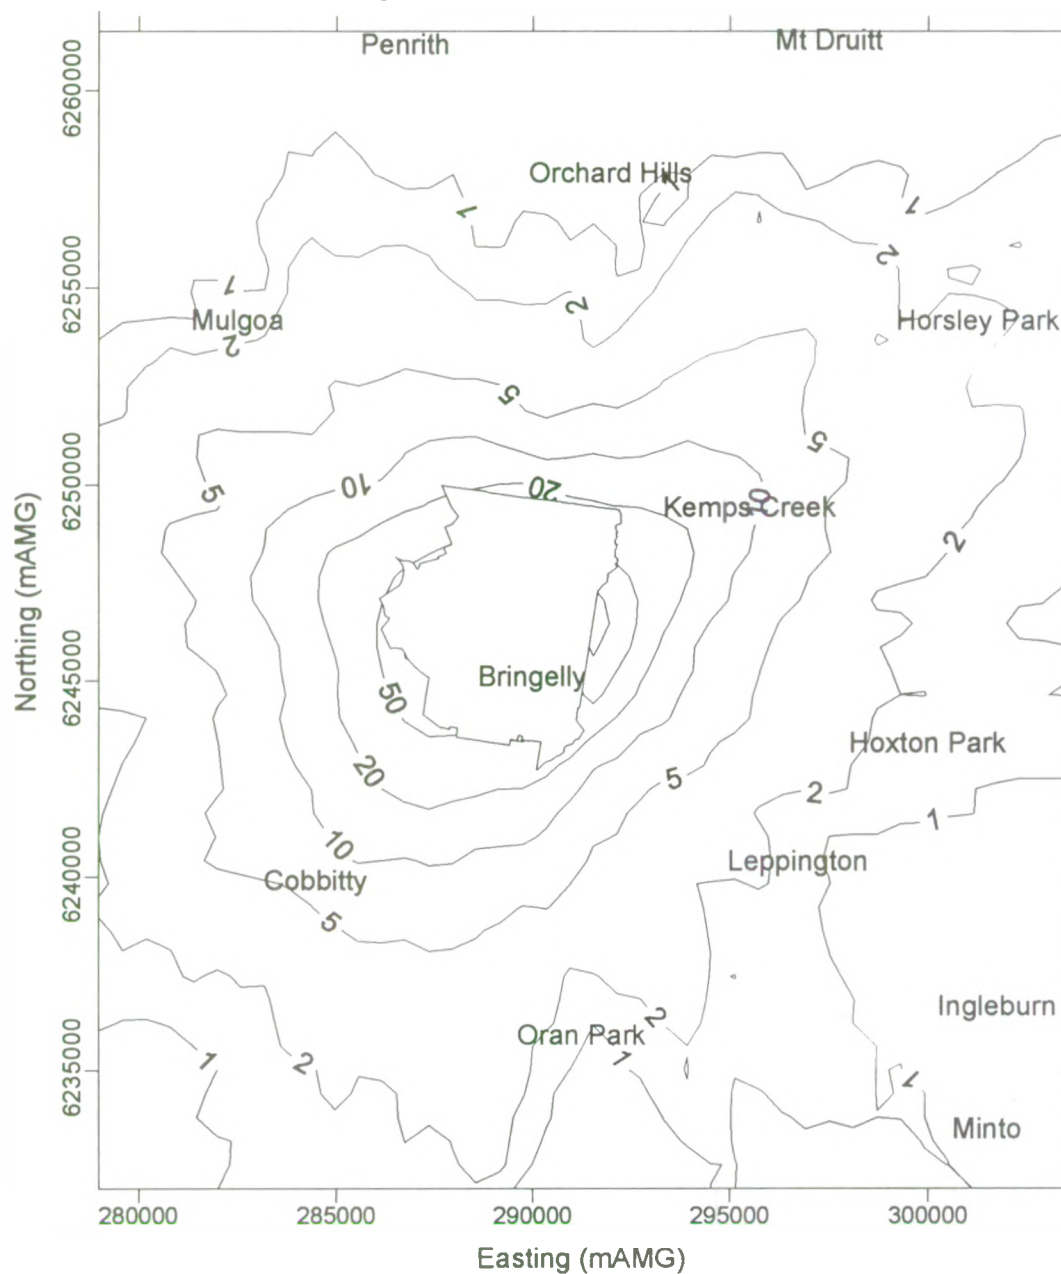 Penrith
Mt Druitt
6260000
Orchard Hills
1
1
2
1
6255000
Mulgoa
2
Horsley Park
2
5
5
6250000
5
10
20
Kemps Creek
10
2
Northing (mAMG)
6245000
Bringelly
50
Hoxton Park
20
5
2
1
10
Leppington
6240000
Cobbitty
5
Ingleburn
2
Oran Park
1
6235000
1
2
1
Minto
280000 285000 290000 295000 300000
Easting (mAMG)